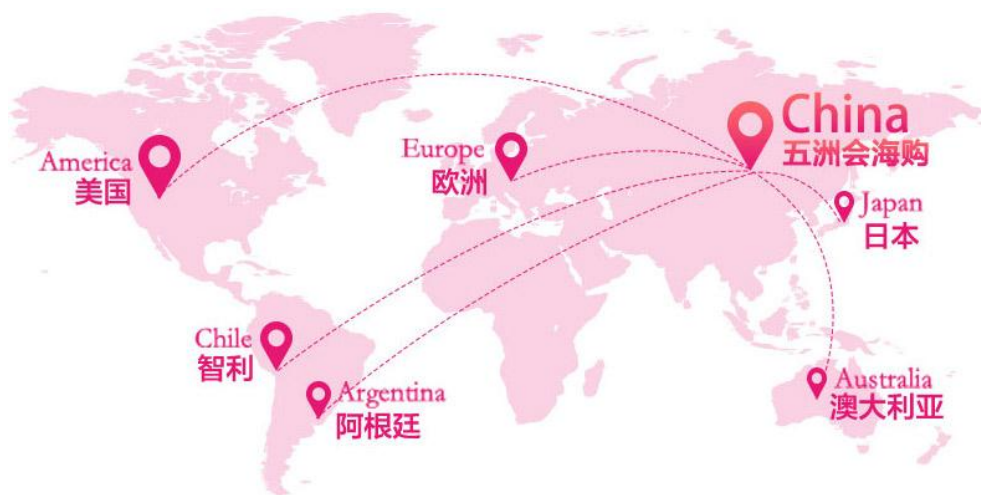 China
五洲会海购
America
美国
Europe
欧洲
Japan
日本
Chile
智利
Argentina
阿根廷
Australia
澳大利亚